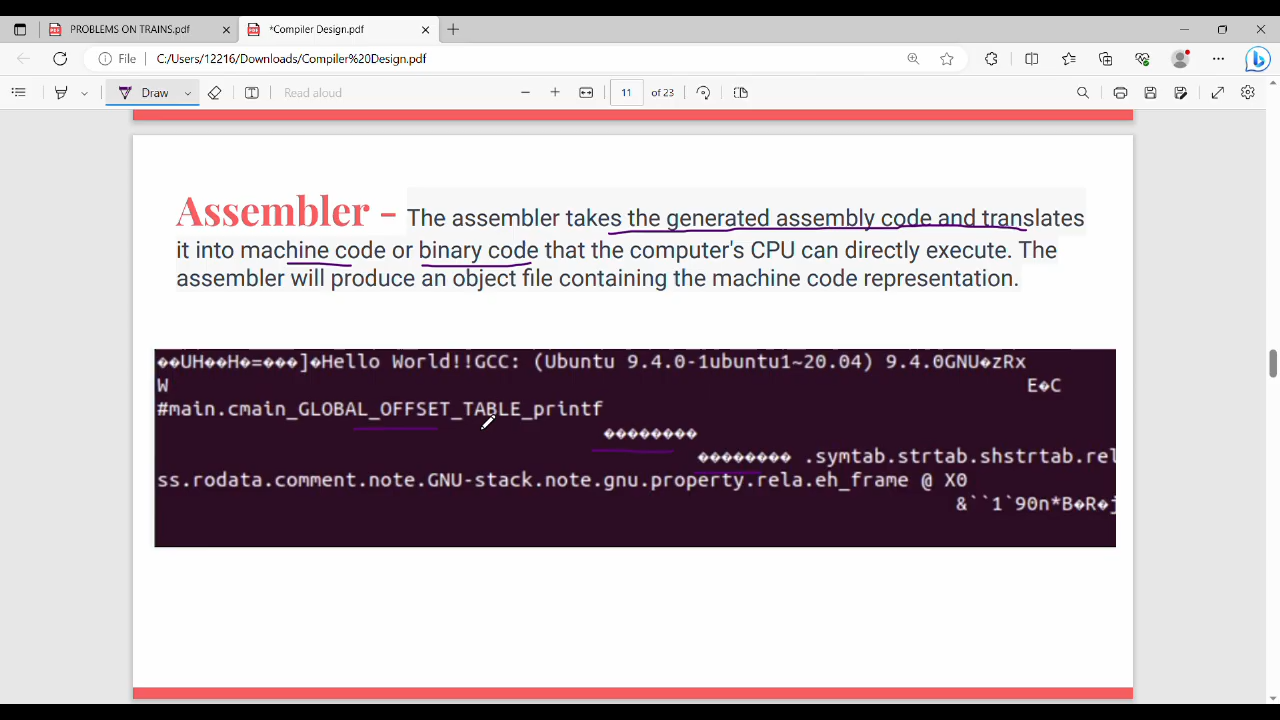 PROBLEMS ON TRAINS.pdf
*Compiler Design.pdf
File
C:/Users/12216/Downloads/Compiler%20Design.pdf
Draw
Read aloud
11 of 23
Assembler - The assembler takes the generated assembly code and translates
it into machine code or binary code that the computer's CPU can directly execute. The
assembler will produce an object file containing the machine code representation.
��UH��H�=���]�Hello World!!GCC: (Ubuntu 9.4.0-1ubuntu1~20.04) 9.4.0GNU�zRx
W E�C
#main.cmain_GLOBAL_OFFSET_TABLE_printf
��������
�������� .symtab.strtab.shstrtab.rel
ss.rodata.comment.note.GNU-stack.note.gnu.property.rela.eh_frame @ X0
&``1`90n*B�R�j